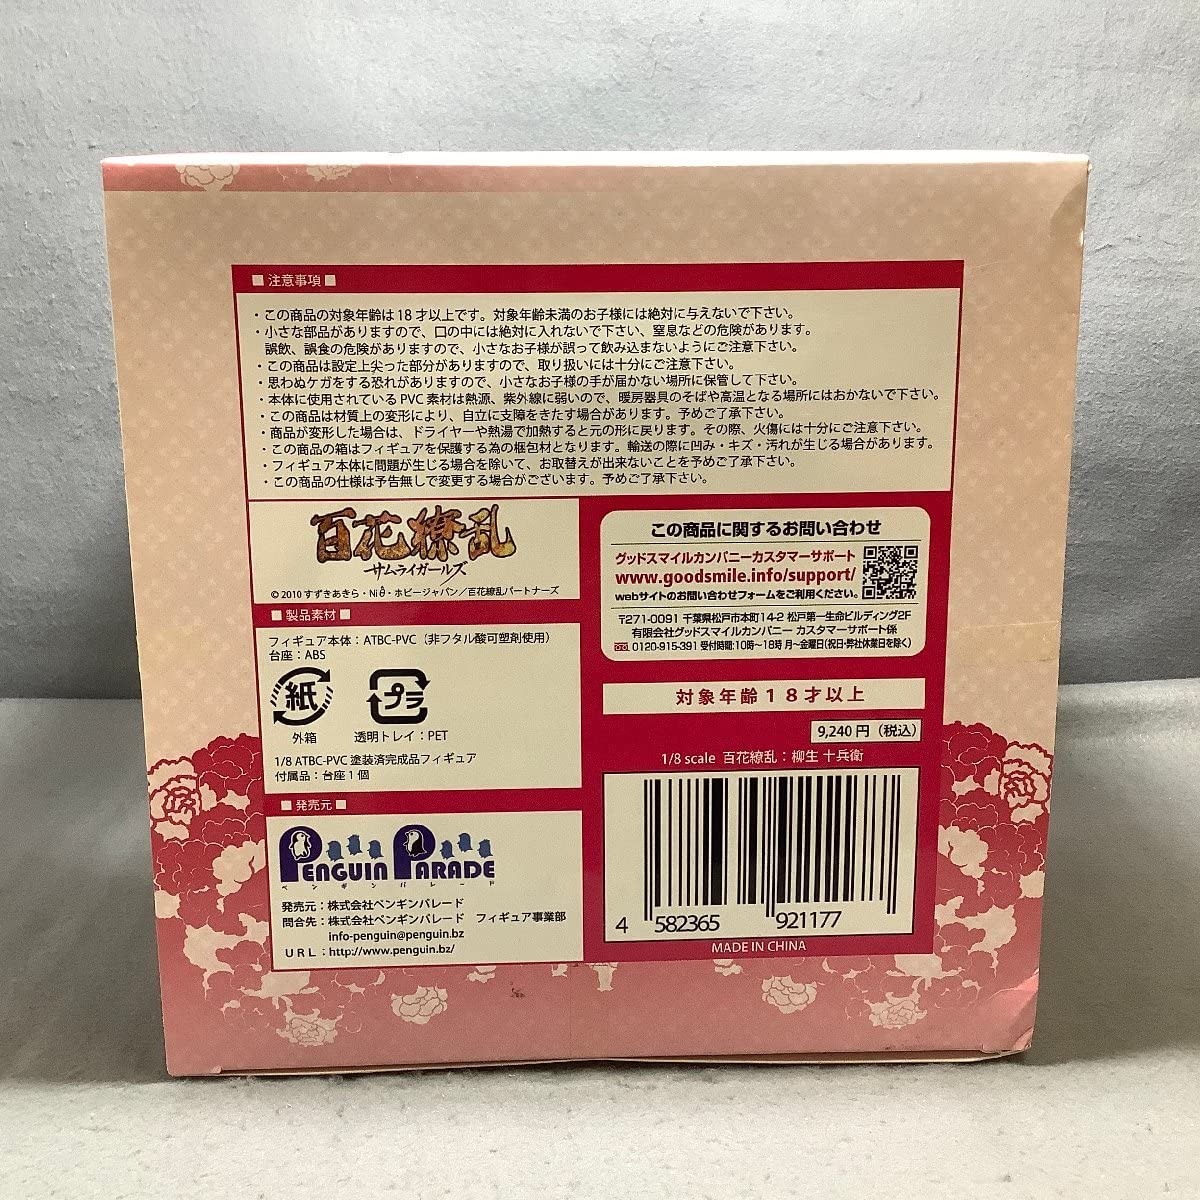 ■ 注意事項 ■
・この商品の対象年齢は18才以上です。対象年齢未満のお子様には絶対に与えないで下さい。
・小さな部品がありますので、口の中には絶対に入れないで下さい、窒息などの危険があります。
誤飲、誤食の危険がありますので、小さなお子様が誤って飲み込まないようにご注意下さい。
・この商品は設定上尖った部分がありますので、取り扱いには十分にご注意下さい。
・思わぬケガをする恐れがありますので、小さなお子様の手が届かない場所に保管して下さい。
・本体に使用されているPVC素材は熱源、紫外線に弱いので、暖房器具のそばや高温となる場所にはおかないで下さい。
・この商品は材質上の変形により、自立に支障をきたす場合があります。予めご了承下さい。
・商品が変形した場合は、ドライヤーや熱湯で加熱すると元の形に戻ります。その際、火傷には十分にご注意下さい。
・この商品の箱はフィギュアを保護する為の梱包材となります。輸送の際に凹み・キズ・汚れが生じる場合があります。
・フィギュア本体に問題が生じる場合を除いて、お取替えが出来ないことを予めご了承下さい。
・この商品の仕様は予告無しで変更する場合がございます。予めご了承下さい。
百花繚乱
サムライガールズ
© 2010 すずきあきら・Niθ・ホビージャパン／百花繚乱パートナーズ
■ 製品素材 ■
フィギュア本体：ATBC-PVC（非フタル酸可塑剤使用）
台座：ABS
紙
プラ
外箱
透明トレイ：PET
1/8 ATBC-PVC 塗装済完成品フィギュア
付属品：台座1個
■ 発売元 ■
PENGUIN PARADE
ペンギンパレード
発売元：株式会社ペンギンパレード
問合先：株式会社ペンギンパレード　フィギュア事業部
info-penguin@penguin.bz
URL：http://www.penguin.bz/
この商品に関するお問い合わせ
グッドスマイルカンパニーカスタマーサポート
www.goodsmile.info/support/
webサイトのお問い合わせフォームをご利用ください。
〒271-0091 千葉県松戸市本町14-2 松戸第一生命ビルディング2F
有限会社グッドスマイルカンパニー カスタマーサポート係
0120-915-391 受付時間:10時〜18時 月〜金曜日(祝日・弊社休業日を除く)
対象年齢18才以上
9,240円（税込）
1/8 scale 百花繚乱：柳生 十兵衛
4 582365 921177
MADE IN CHINA